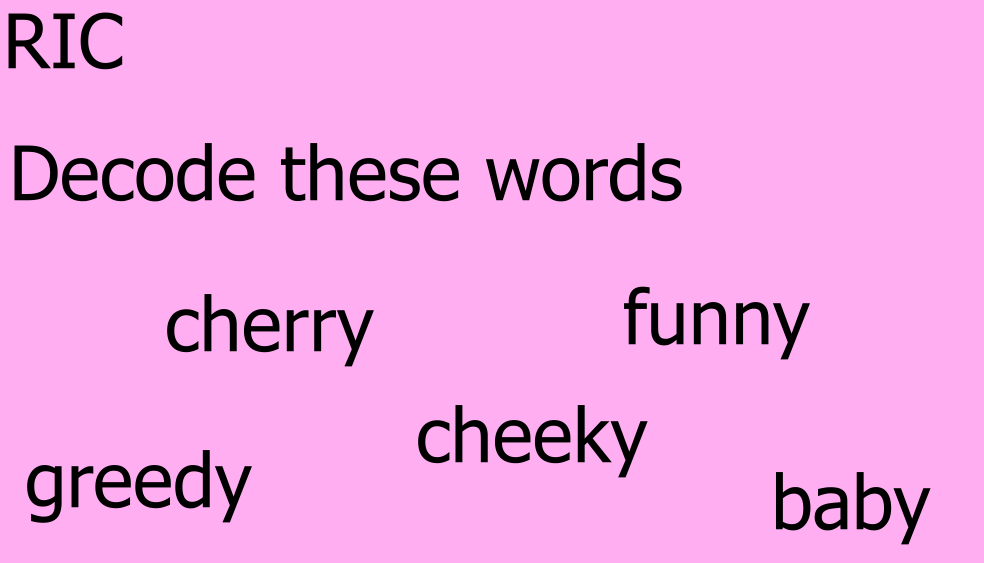 RIC
Decode these words
cherry
funny
cheeky
greedy
baby